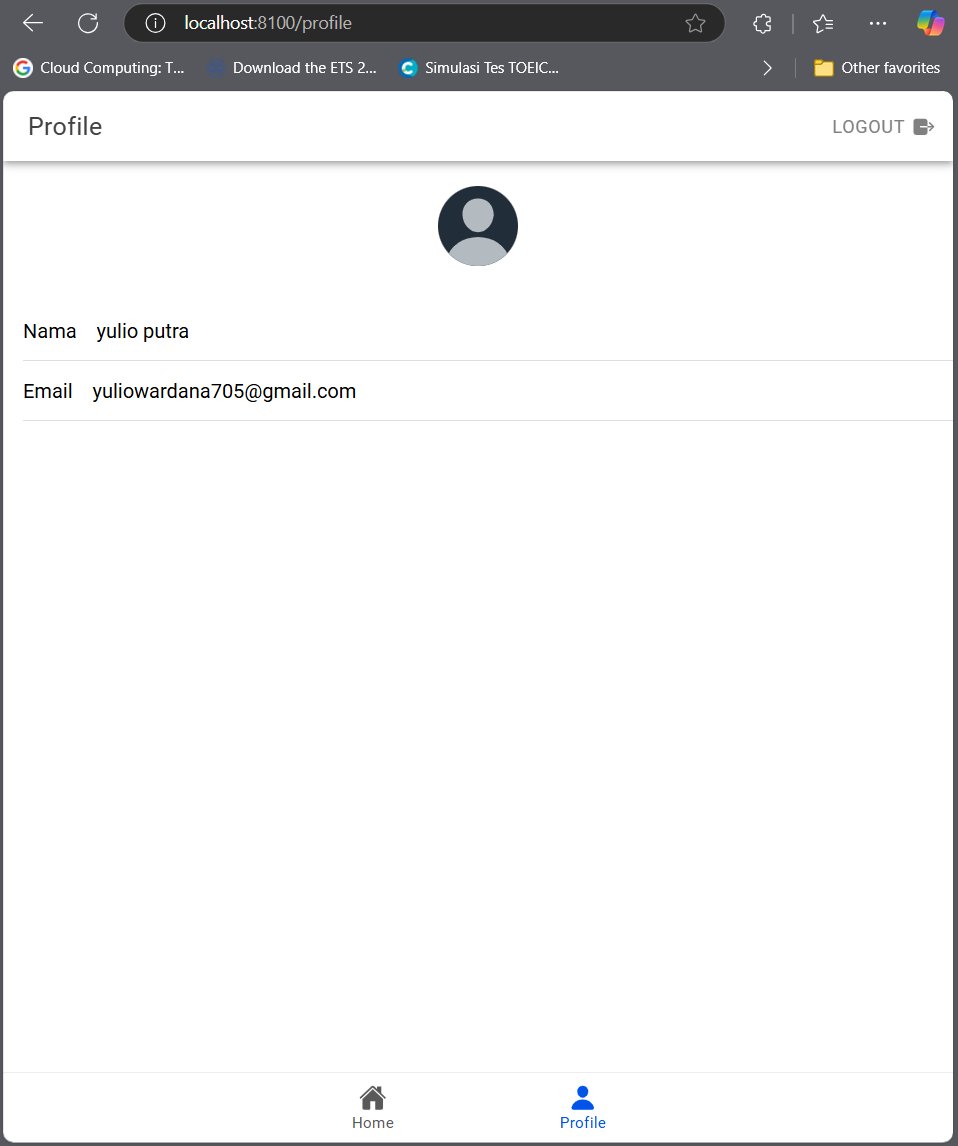 localhost:8100/profile
Cloud Computing: T... Download the ETS 2... Simulasi Tes TOEIC... Other favorites
Profile LOGOUT
Nama yulio putra
Email yuliowardana705@gmail.com
Home Profile